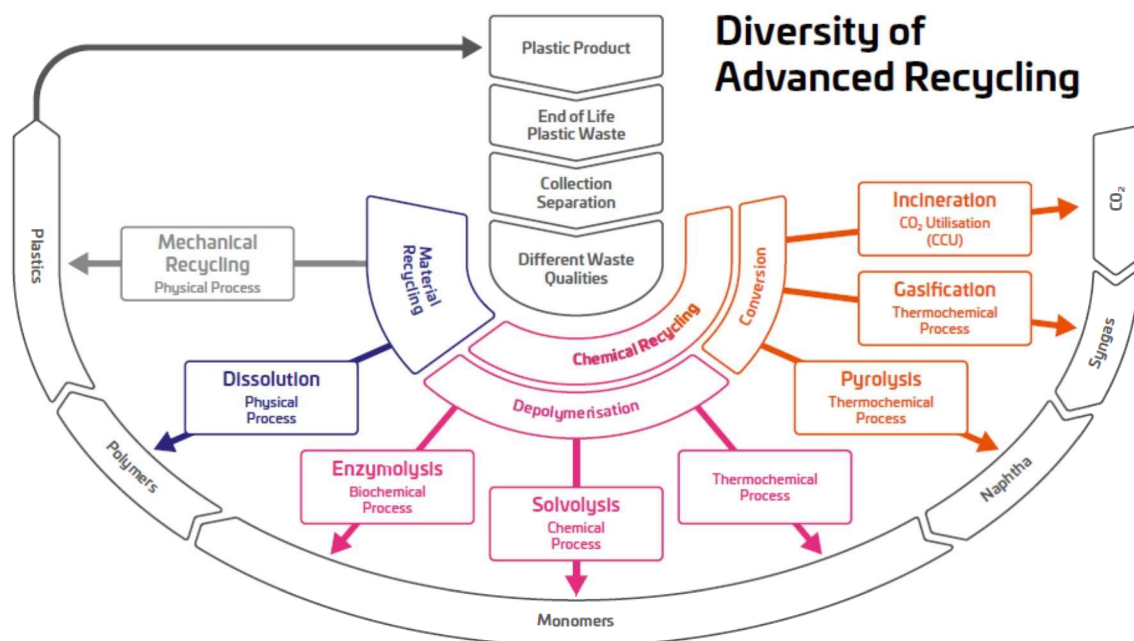 Diversity of
Advanced Recycling
Plastic Product
End of Life
Plastic Waste
Collection
Separation
Different Waste
Qualities
Plastics
Mechanical
Recycling
Physical Process
Material
Recycling
Chemical Recycling
Conversion
Incineration
CO₂ Utilisation
(CCU)
CO₂
Gasification
Thermochemical
Process
Syngas
Dissolution
Physical
Process
Depolymerisation
Pyrolysis
Thermochemical
Process
Polymers
Enzymolysis
Biochemical
Process
Solvolysis
Chemical
Process
Thermochemical
Process
Naphtha
Monomers